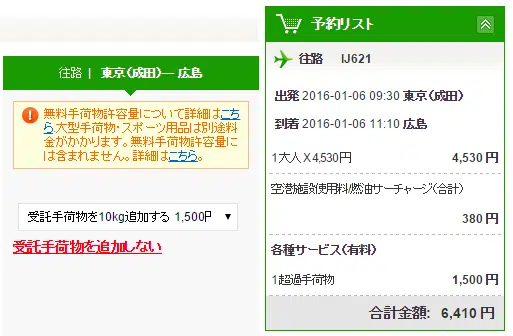 往路 | 東京（成田）― 広島
無料手荷物許容量について詳細はこち
ら.大型手荷物・スポーツ用品は別途料
金がかかります。無料手荷物許容量に
は含まれません。詳細はこちら。
受託手荷物を10kg追加する 1,500円
受託手荷物を追加しない
予約リスト
往路 IJ621
出発 2016-01-06 09:30 東京（成田）
到着 2016-01-06 11:10 広島
1大人 X 4,530円 4,530 円
空港施設使用料/燃油サーチャージ(合計)
380 円
各種サービス（有料）
1超過手荷物 1,500 円
合計金額: 6,410 円